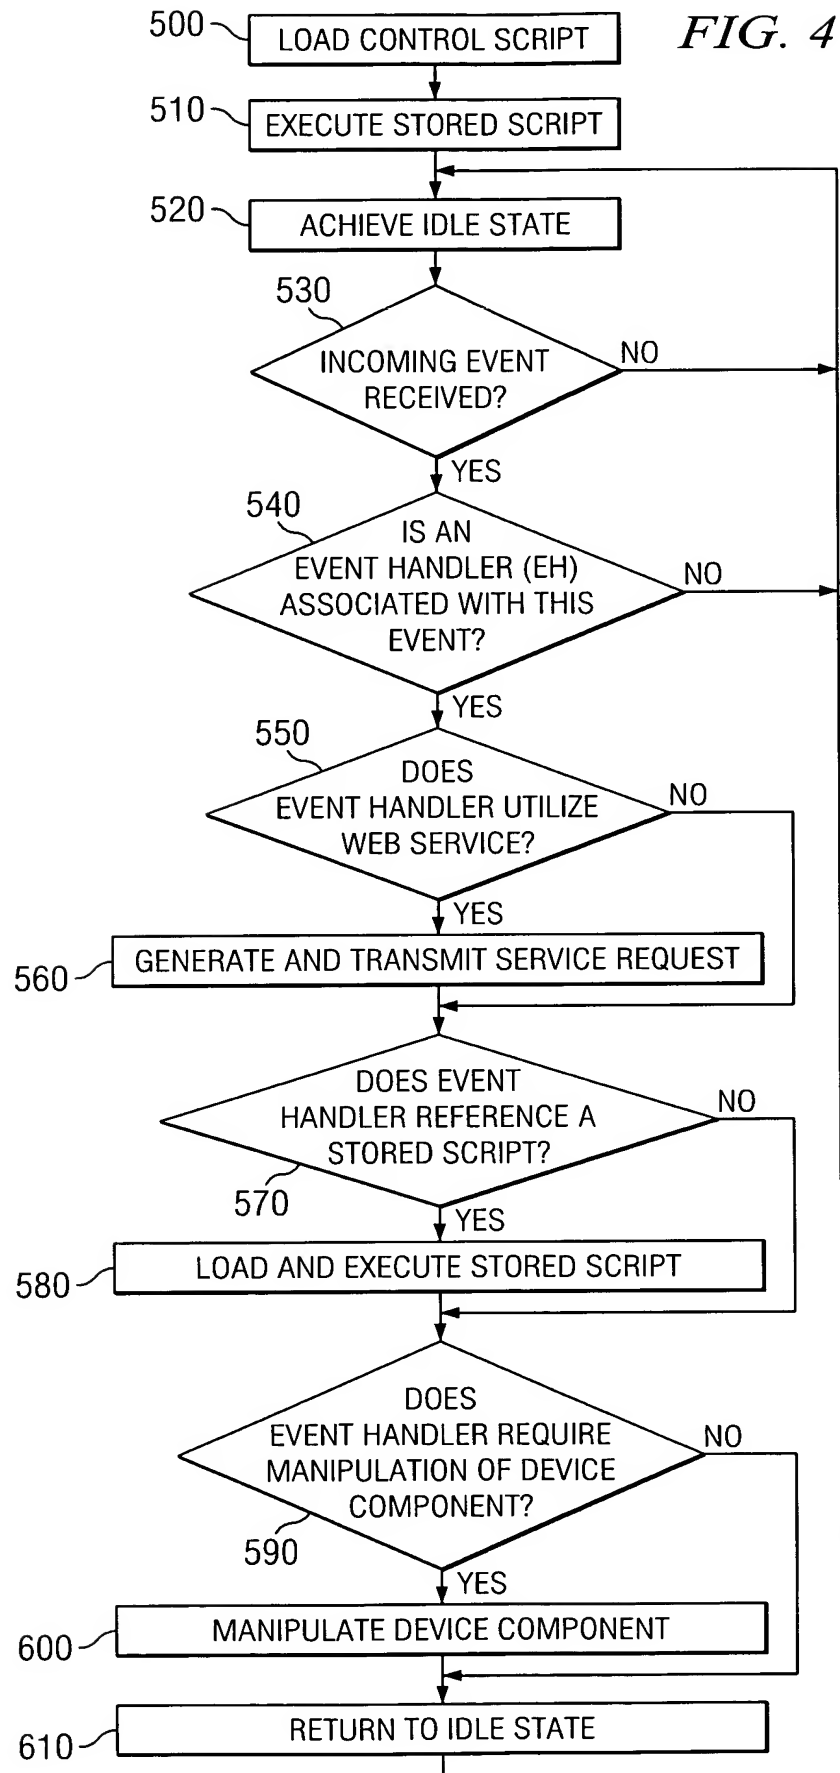 500
LOAD CONTROL SCRIPT
FIG. 4
510
EXECUTE STORED SCRIPT
520
ACHIEVE IDLE STATE
530
INCOMING EVENT
RECEIVED?
NO
YES
540
IS AN
EVENT HANDLER (EH)
ASSOCIATED WITH THIS
EVENT?
NO
YES
550
DOES
EVENT HANDLER UTILIZE
WEB SERVICE?
NO
YES
560
GENERATE AND TRANSMIT SERVICE REQUEST
DOES EVENT
HANDLER REFERENCE A
STORED SCRIPT?
NO
570
YES
580
LOAD AND EXECUTE STORED SCRIPT
DOES
EVENT HANDLER REQUIRE
MANIPULATION OF DEVICE
COMPONENT?
NO
590
YES
600
MANIPULATE DEVICE COMPONENT
610
RETURN TO IDLE STATE